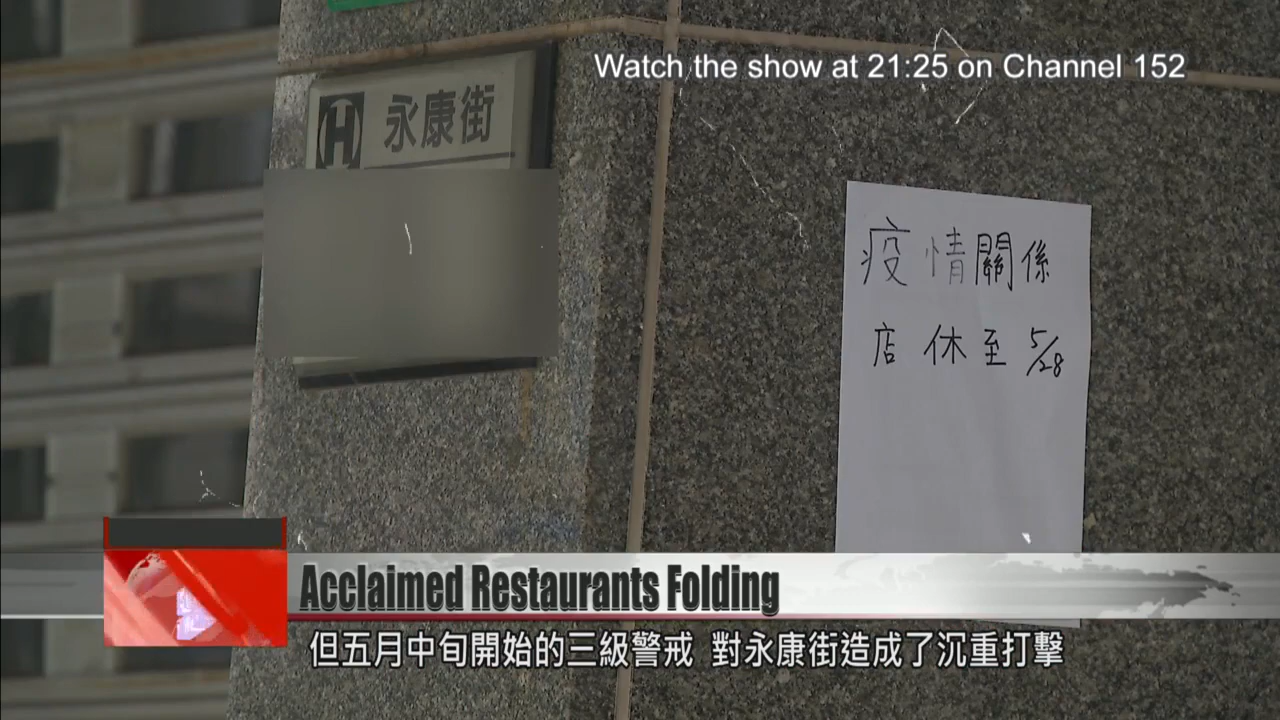 Watch the show at 21:25 on Channel 152
H 永康街
疫情關係
店休至 5/28
Acclaimed Restaurants Folding
但五月中旬開始的三級警戒 對永康街造成了沉重打擊